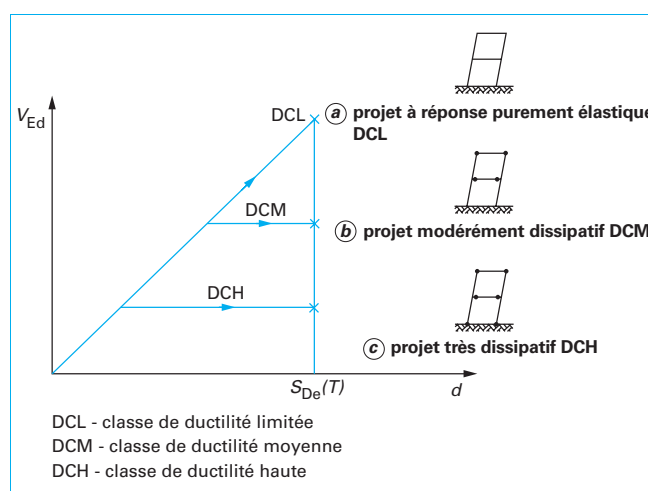 V_Ed
DCL
DCM
DCH
S_De(T)
d
a projet à réponse purement élastique
DCL
b projet modérément dissipatif DCM
c projet très dissipatif DCH
DCL - classe de ductilité limitée
DCM - classe de ductilité moyenne
DCH - classe de ductilité haute